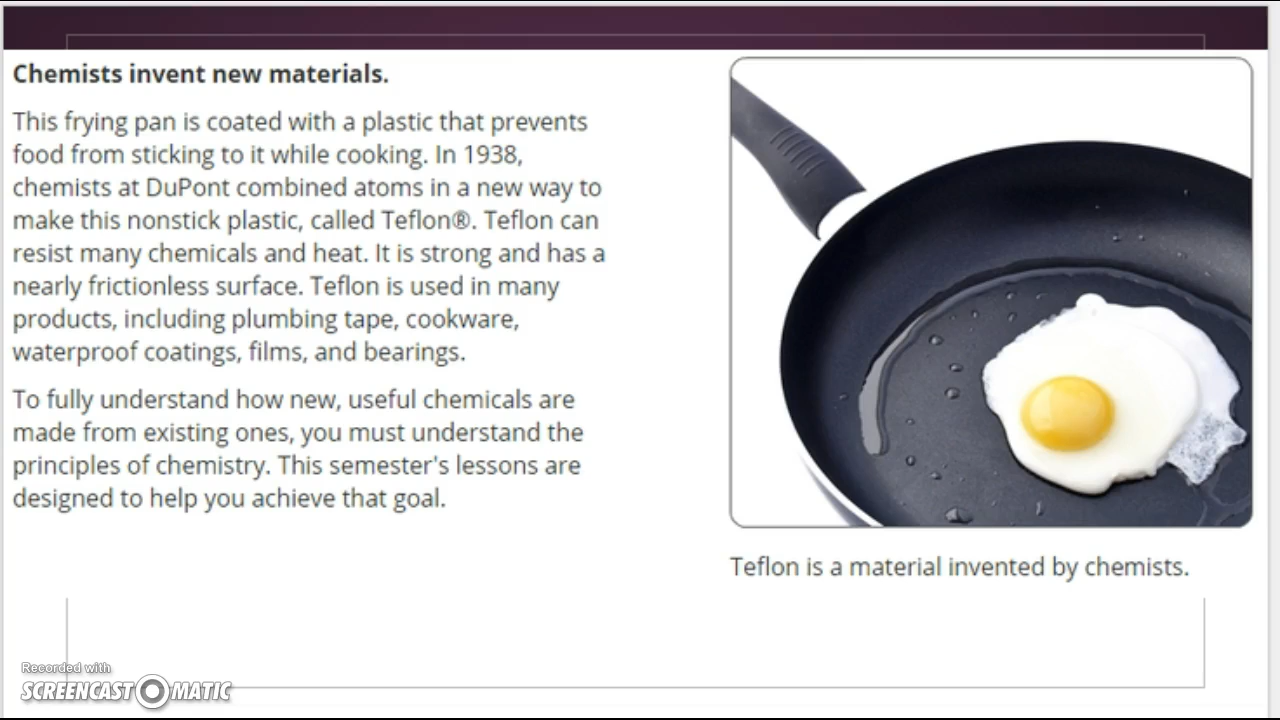 Chemists invent new materials.
This frying pan is coated with a plastic that prevents
food from sticking to it while cooking. In 1938,
chemists at DuPont combined atoms in a new way to
make this nonstick plastic, called Teflon®. Teflon can
resist many chemicals and heat. It is strong and has a
nearly frictionless surface. Teflon is used in many
products, including plumbing tape, cookware,
waterproof coatings, films, and bearings.
To fully understand how new, useful chemicals are
made from existing ones, you must understand the
principles of chemistry. This semester's lessons are
designed to help you achieve that goal.
Teflon is a material invented by chemists.
Recorded with
SCREENCAST-O-MATIC